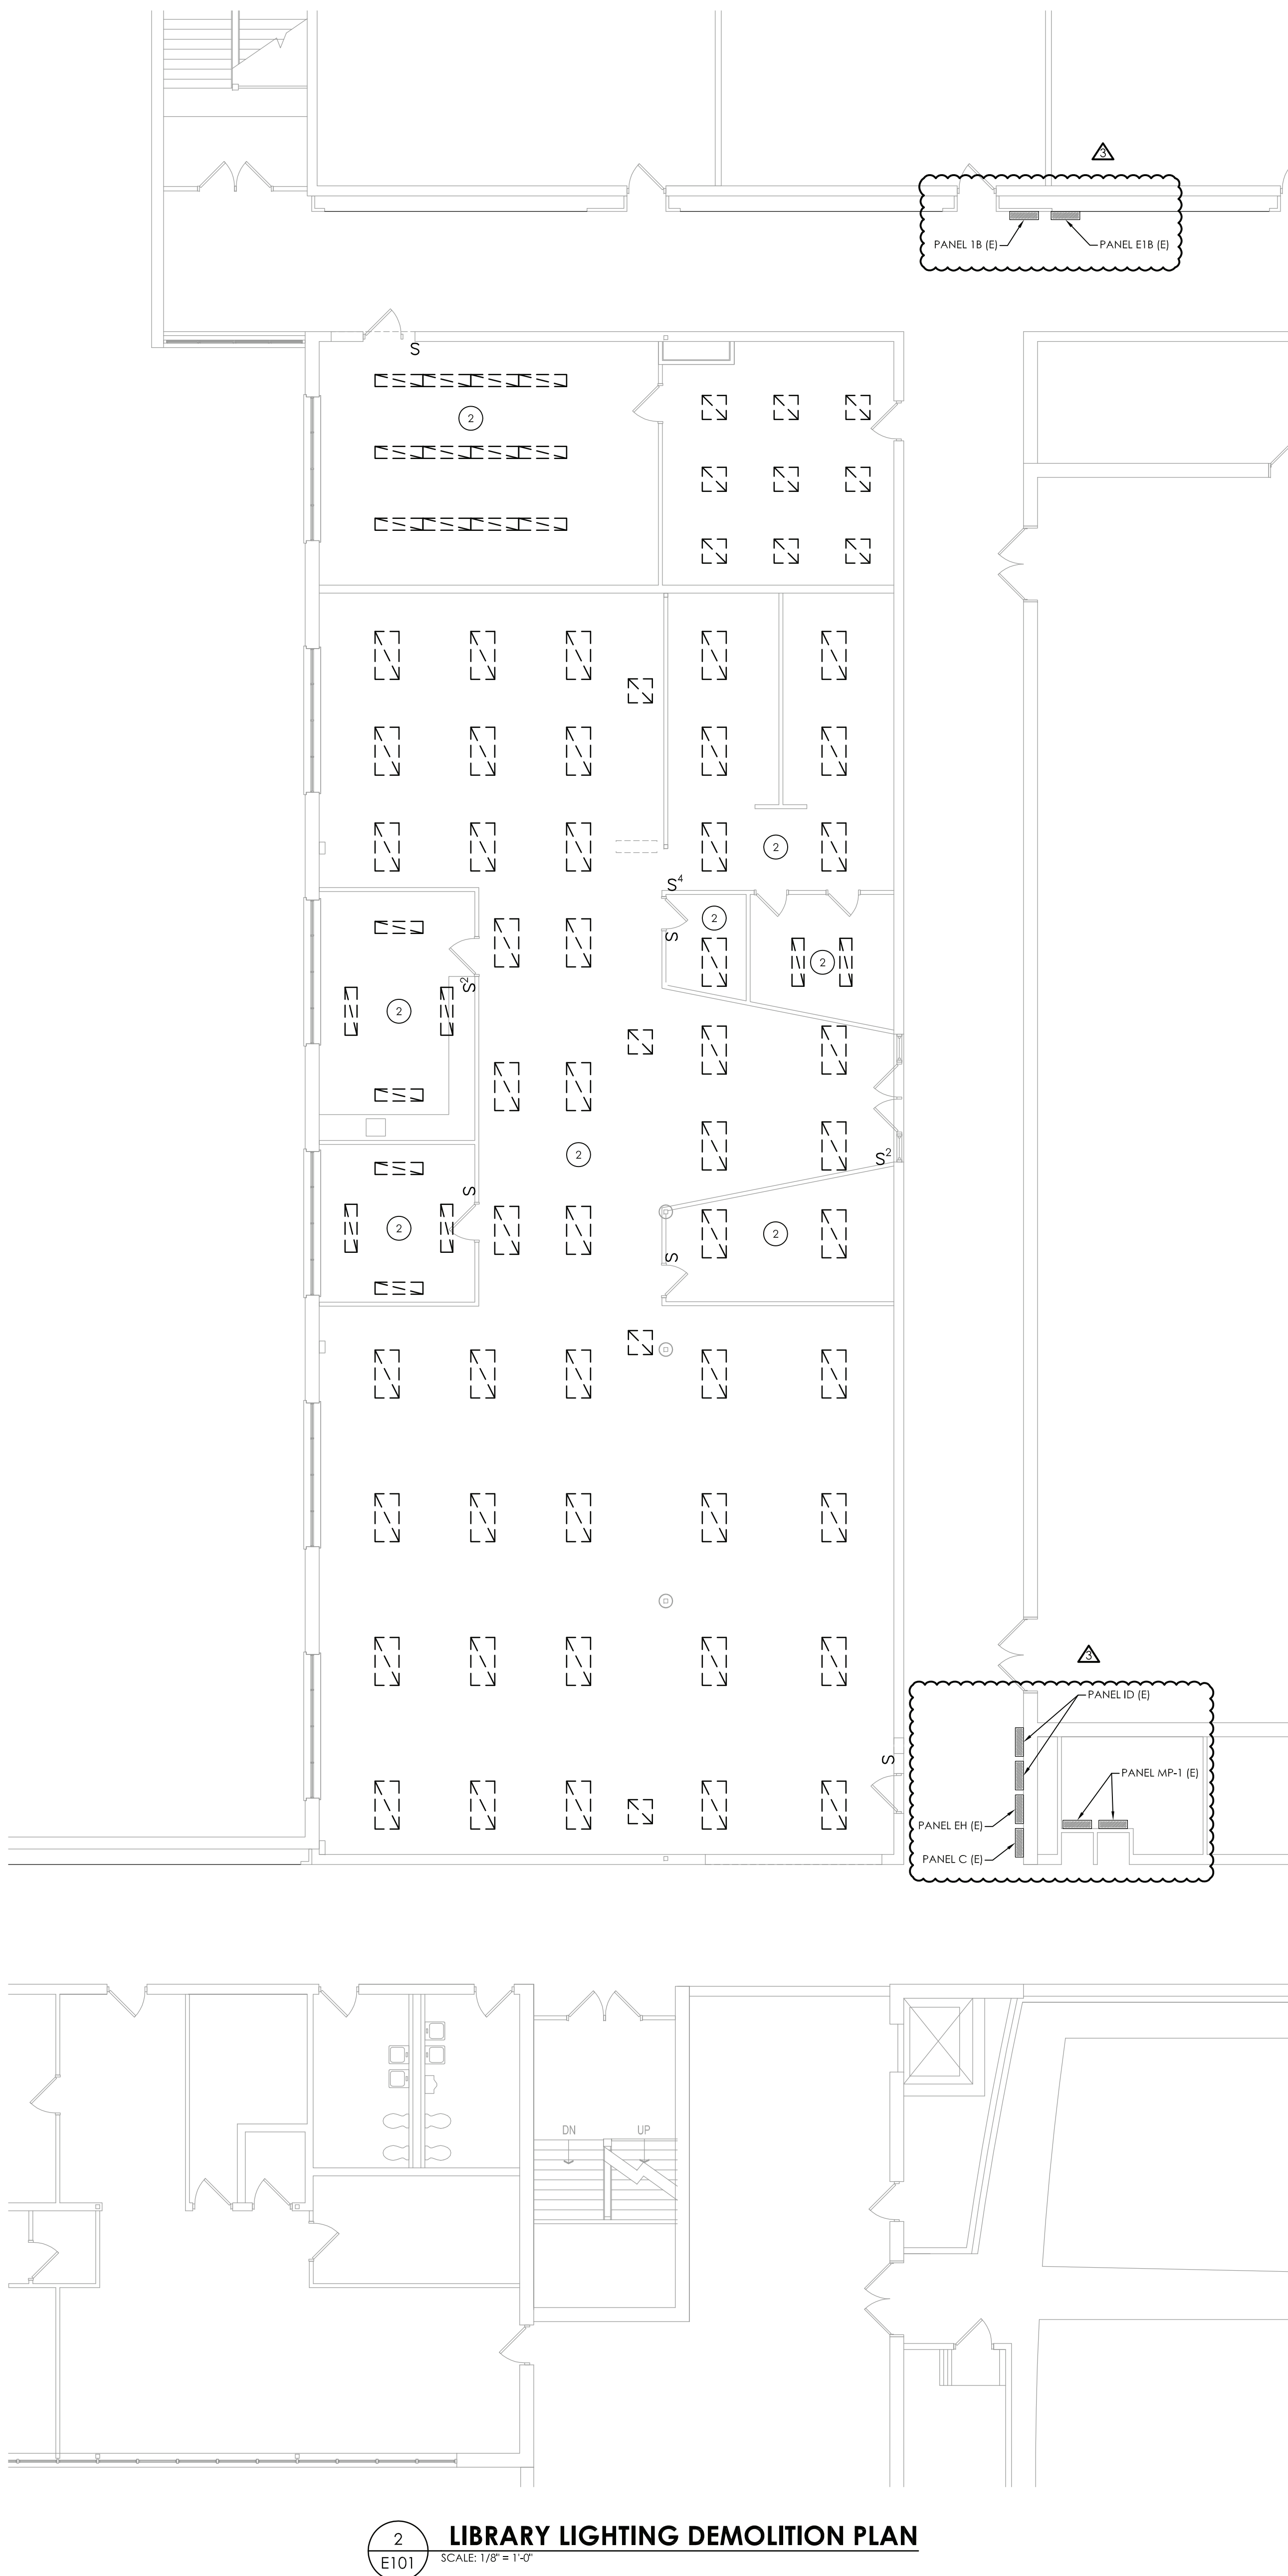 3
PANEL 1B (E)
PANEL E1B (E)
S
2
2
S4
2
S
2
S2
2
2
S2
S
2
2
S
3
PANEL ID (E)
S
PANEL MP-1 (E)
PANEL EH (E)
PANEL C (E)
DN
UP
2
E101
LIBRARY LIGHTING DEMOLITION PLAN
SCALE: 1/8" = 1'-0"